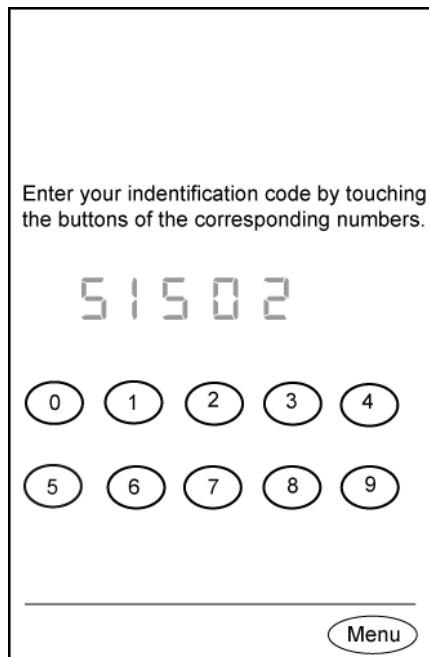 Enter your indentification code by touching
the buttons of the corresponding numbers.
51502
0 1 2 3 4
5 6 7 8 9
Menu